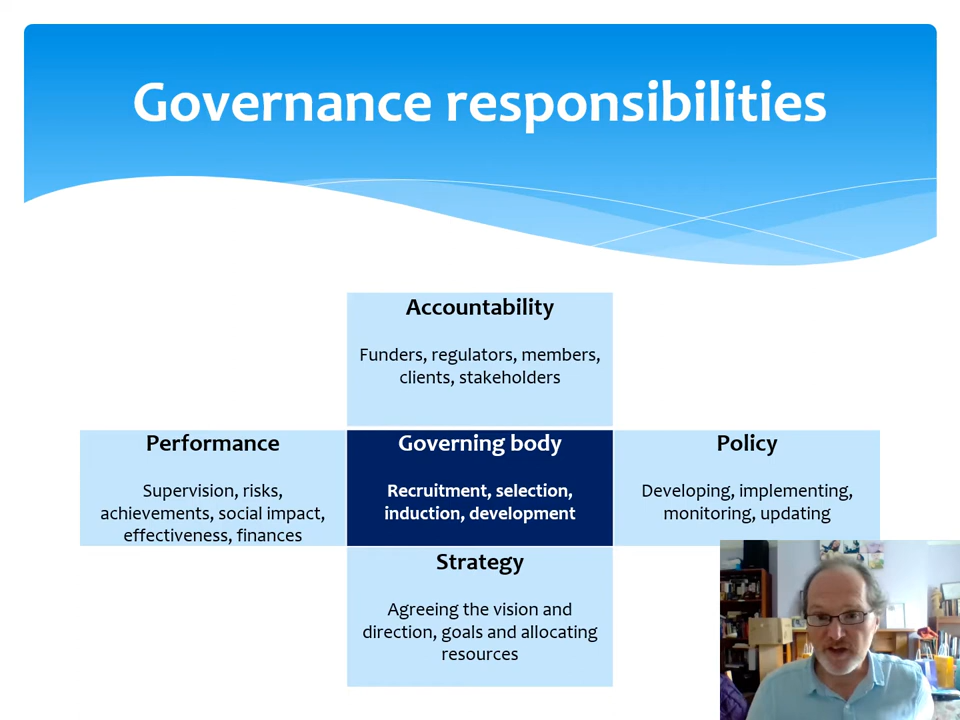 Governance responsibilities
Accountability
Funders, regulators, members,
clients, stakeholders
Performance
Supervision, risks,
achievements, social impact,
effectiveness, finances
Governing body
Recruitment, selection,
induction, development
Policy
Developing, implementing,
monitoring, updating
Strategy
Agreeing the vision and
direction, goals and allocating
resources